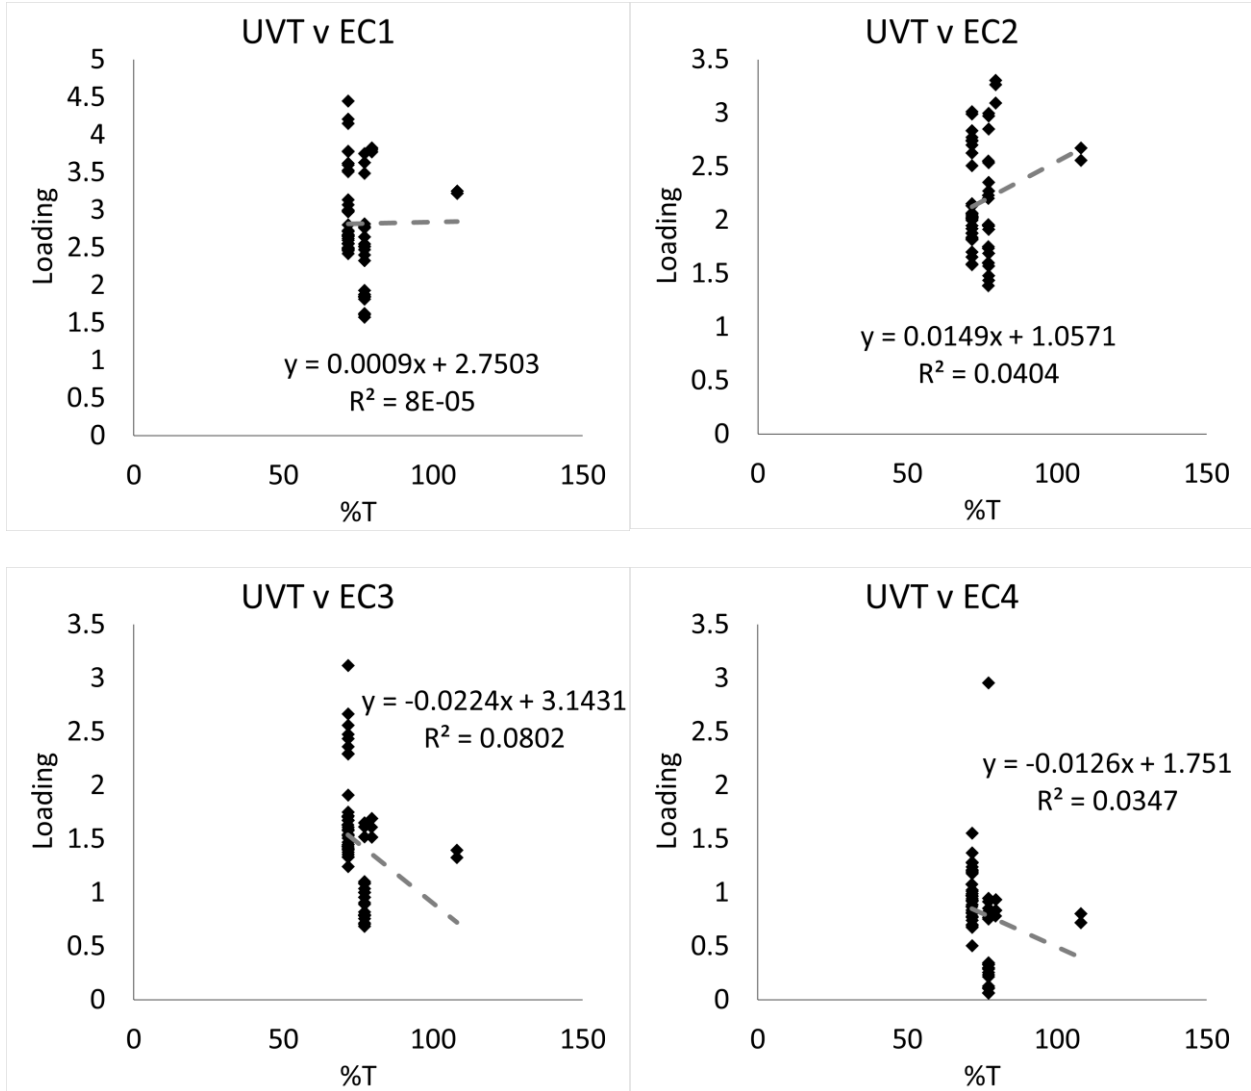 UVT v EC1
5
4.5
4
3.5
3
2.5
2
1.5
1
0.5
0
Loading
y = 0.0009x + 2.7503
R² = 8E-05
0 50 100 150
%T
UVT v EC2
3.5
3
2.5
2
1.5
1
0.5
0
Loading
y = 0.0149x + 1.0571
R² = 0.0404
0 50 100 150
%T
UVT v EC3
3.5
3
2.5
2
1.5
1
0.5
0
Loading
y = -0.0224x + 3.1431
R² = 0.0802
0 50 100 150
%T
UVT v EC4
3.5
3
2.5
2
1.5
1
0.5
0
Loading
y = -0.0126x + 1.751
R² = 0.0347
0 50 100 150
%T